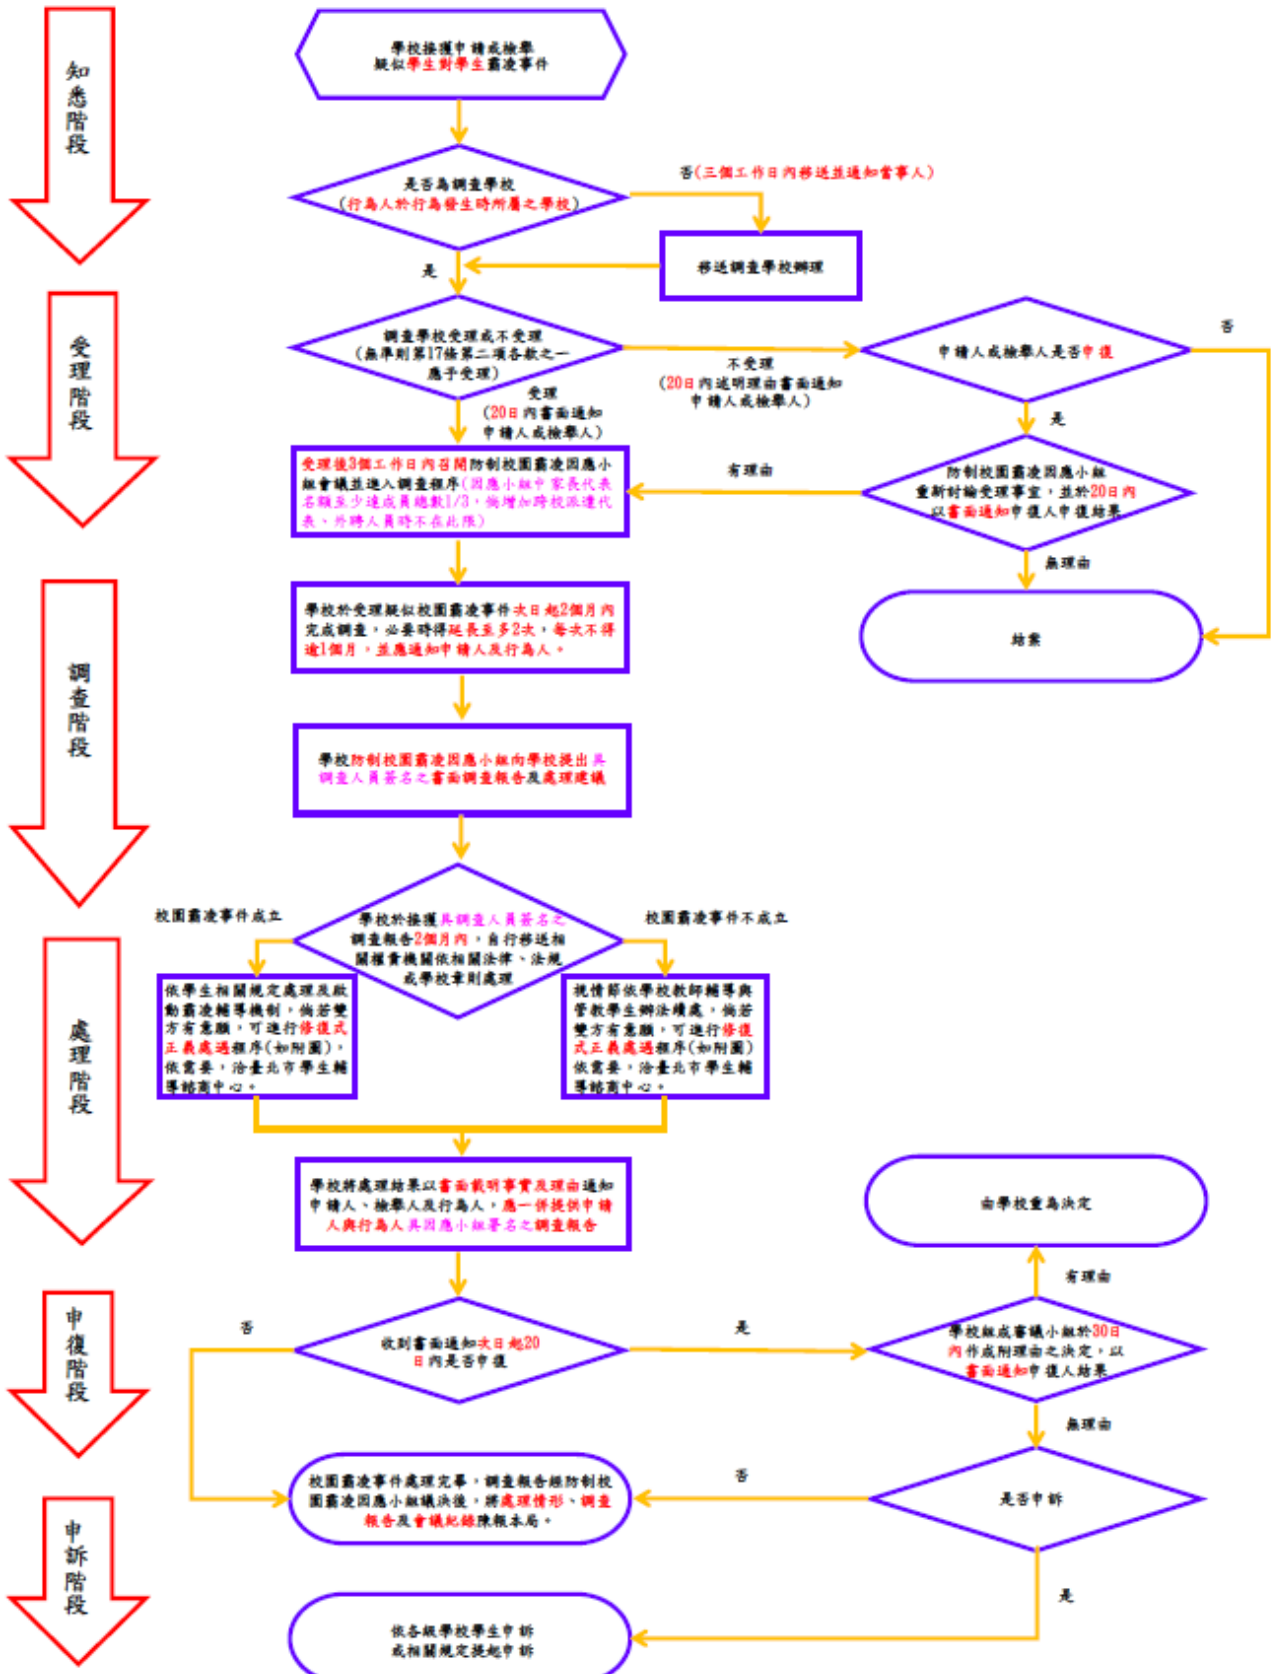 知悉階段
學校接獲申請或檢舉
疑似學生對學生霸凌事件
是否為調查學校
(行為人於行為發生時所屬之學校)
否(三個工作日內移送並通知當事人)
移送調查學校辦理
是
受理階段
調查學校受理或不受理
(無準則第17條第二項各款之一
應予受理)
不受理
(20日內述明理由書面通知
申請人或檢舉人)
申請人或檢舉人是否申復
否
是
受理
(20日內書面通知
申請人或檢舉人)
受理後3個工作日內召開防制校園霸凌因應小
組會議並進入調查程序(因應小組中家長代表
名額至少達成員總數1/3，倘增加跨校派遣代
表、外聘人員時不在此限)
有理由
防制校園霸凌因應小組
重新討論受理事宜，並於20日內
以書面通知申復人申復結果
無理由
結案
調查階段
學校於受理疑似校園霸凌事件次日起2個月內
完成調查，必要時得延長至多2次，每次不得
逾1個月，並應通知申請人及行為人。
學校防制校園霸凌因應小組向學校提出具
調查人員簽名之書面調查報告及處理建議
處理階段
校園霸凌事件成立
學校於接獲具調查人員簽名之
調查報告2個月內，自行移送相
關權責機關依相關法律、法規
或學校章則處理
校園霸凌事件不成立
依學生相關規定處理及啟
動霸凌輔導機制，倘若雙
方有意願，可進行修復式
正義處遇程序(如附圖)，
依需要，洽臺北市學生輔
導諮商中心。
視情節依學校教師輔導與
管教學生辦法續處，倘若
雙方有意願，可進行修復
式正義處遇程序(如附圖)
依需要，洽臺北市學生輔
導諮商中心。
學校將處理結果以書面載明事實及理由通知
申請人、檢舉人及行為人，應一併提供申請
人與行為人具因應小組署名之調查報告
由學校重為決定
有理由
申復階段
否
收到書面通知次日起20
日內是否申復
是
學校組成審議小組於30日
內作成附理由之決定，以
書面通知申復人結果
無理由
申訴階段
校園霸凌事件處理完畢，調查報告經防制校
園霸凌因應小組議決後，將處理情形、調查
報告及會議紀錄陳報本局。
否
是否申訴
是
依各級學校學生申訴
或相關規定提起申訴